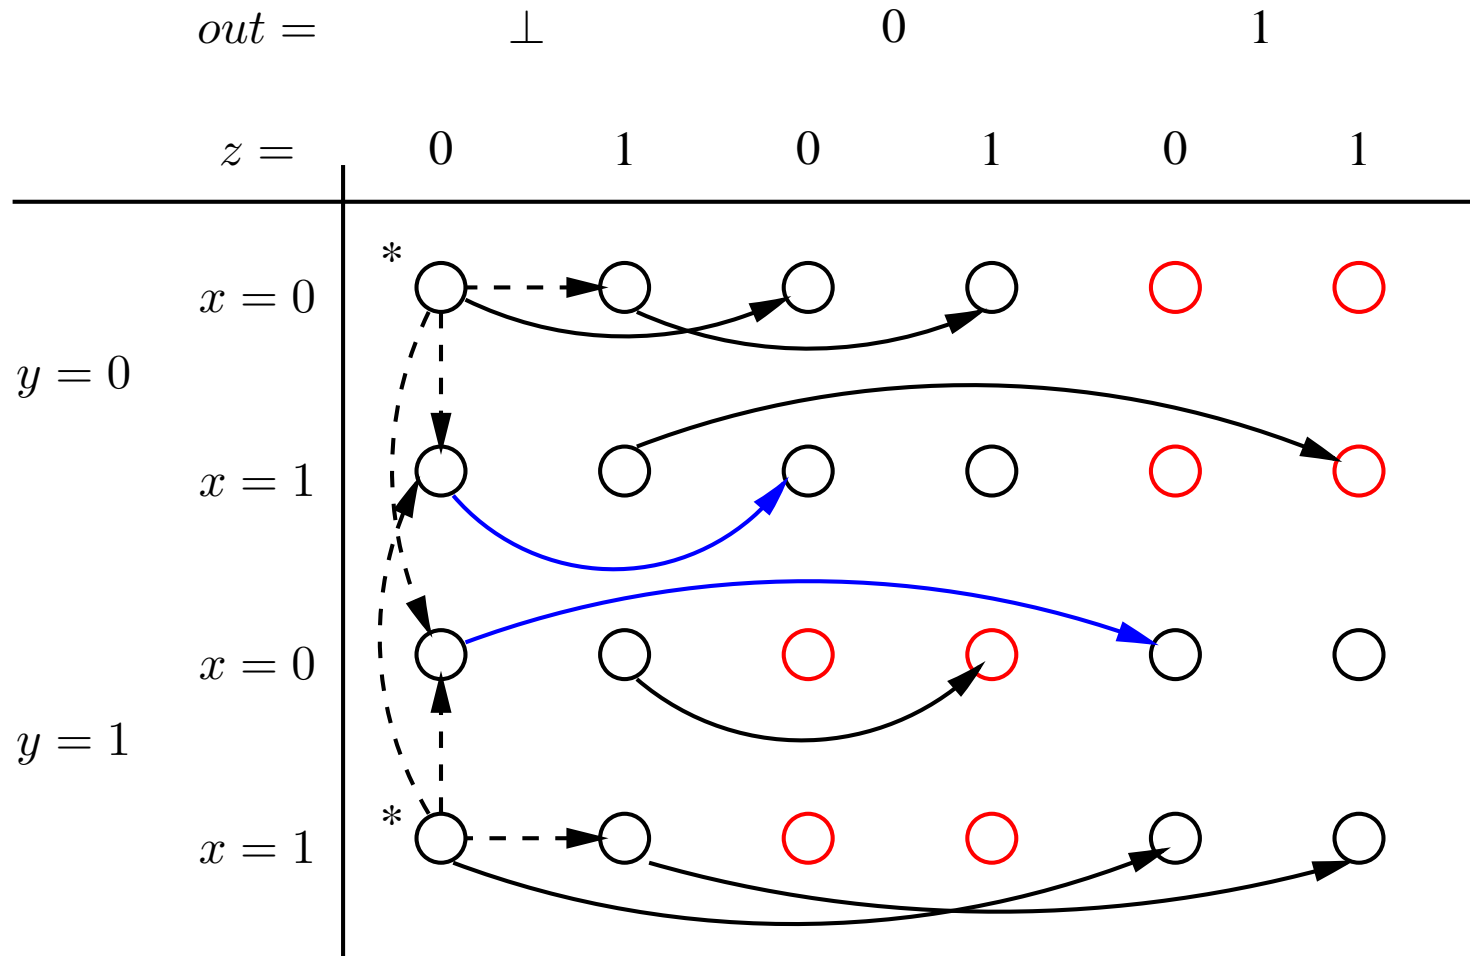 out = ⊥ 0 1
z = 0 1 0 1 0 1
*
x = 0
y = 0
x = 1
x = 0
y = 1
*
x = 1